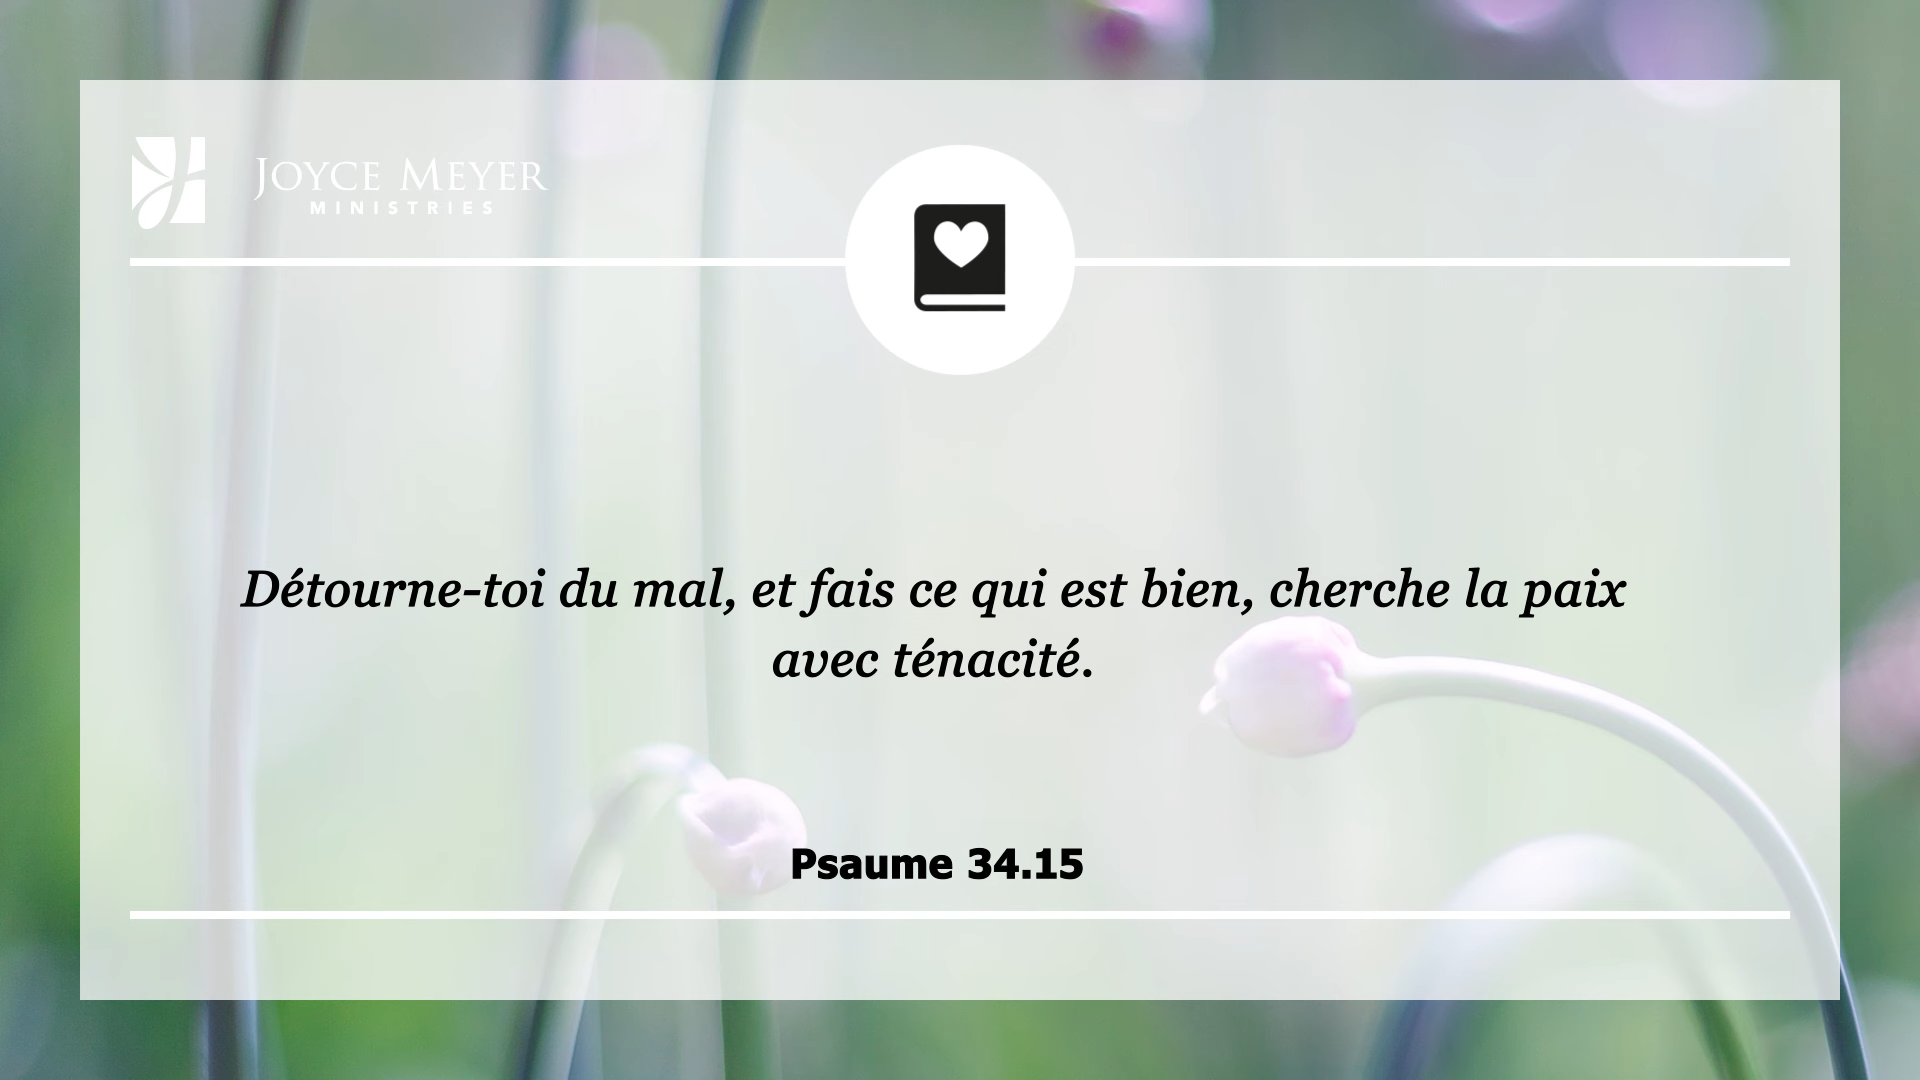 JOYCE MEYER
MINISTRIES
Détourne-toi du mal, et fais ce qui est bien, cherche la paix
avec ténacité.
Psaume 34.15